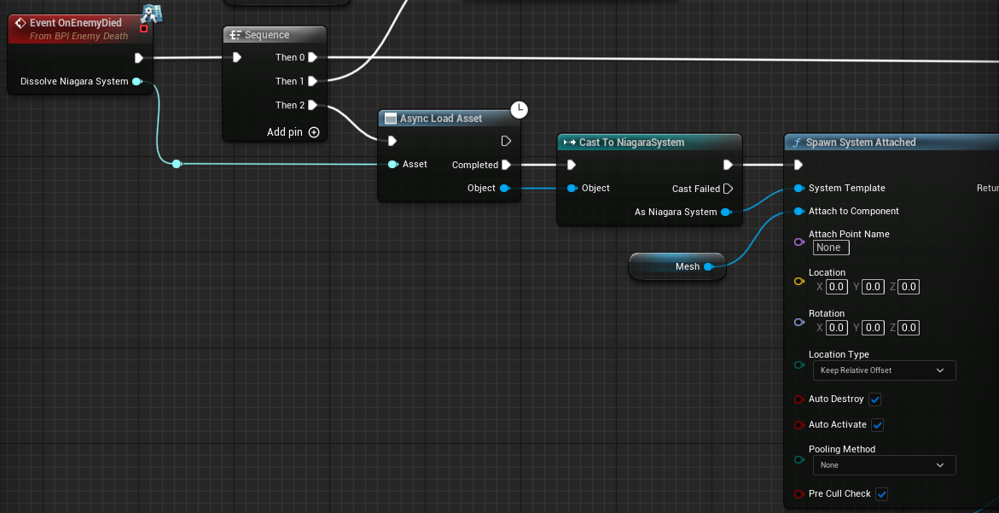 Event OnEnemyDied
From BPI Enemy Death
Dissolve Niagara System
Sequence
Then 0
Then 1
Then 2
Add pin
Async Load Asset
Asset
Completed
Object
Cast To NiagaraSystem
Object
Cast Failed
As Niagara System
Mesh
Spawn System Attached
System Template
Retur
Attach to Component
Attach Point Name
None
Location
X 0.0 Y 0.0 Z 0.0
Rotation
X 0.0 Y 0.0 Z 0.0
Location Type
Keep Relative Offset
Auto Destroy
Auto Activate
Pooling Method
None
Pre Cull Check